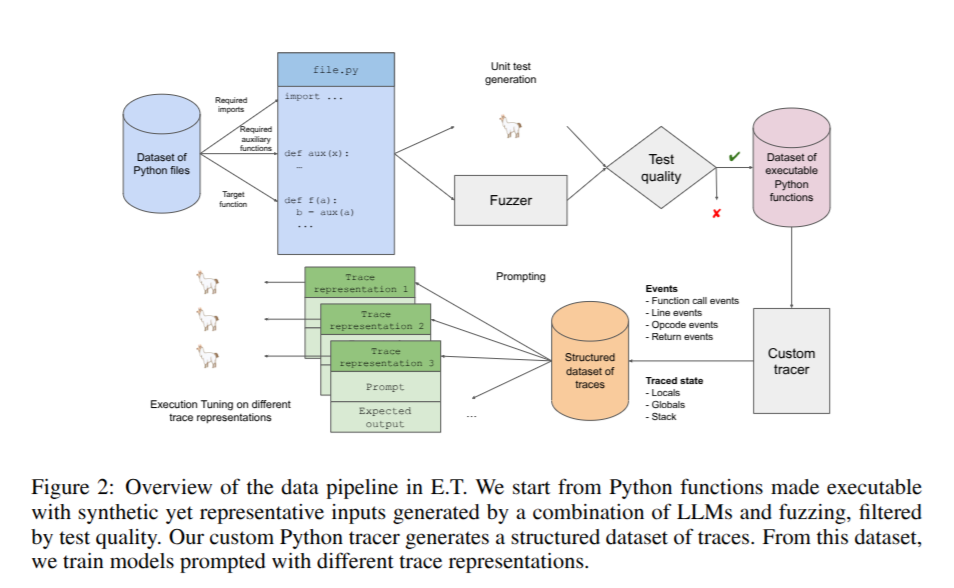 file.py
import ...
def aux(x):
…
def f(a):
b = aux(a)
...
Dataset of
Python files
Required
imports
Required
auxiliary
functions
Target
function
Unit test
generation
Fuzzer
Test
quality
✔
✘
Dataset of
executable
Python
functions
Custom
tracer
Events
- Function call events
- Line events
- Opcode events
- Return events
Traced state
- Locals
- Globals
- Stack
Structured
dataset of
traces
Prompting
Trace
representation 1
Trace
representation 2
Trace
representation 3
Prompt
Expected
output
...
Execution Tuning on different
trace representations
Figure 2: Overview of the data pipeline in E.T. We start from Python functions made executable
with synthetic yet representative inputs generated by a combination of LLMs and fuzzing, filtered
by test quality. Our custom Python tracer generates a structured dataset of traces. From this dataset,
we train models prompted with different trace representations.